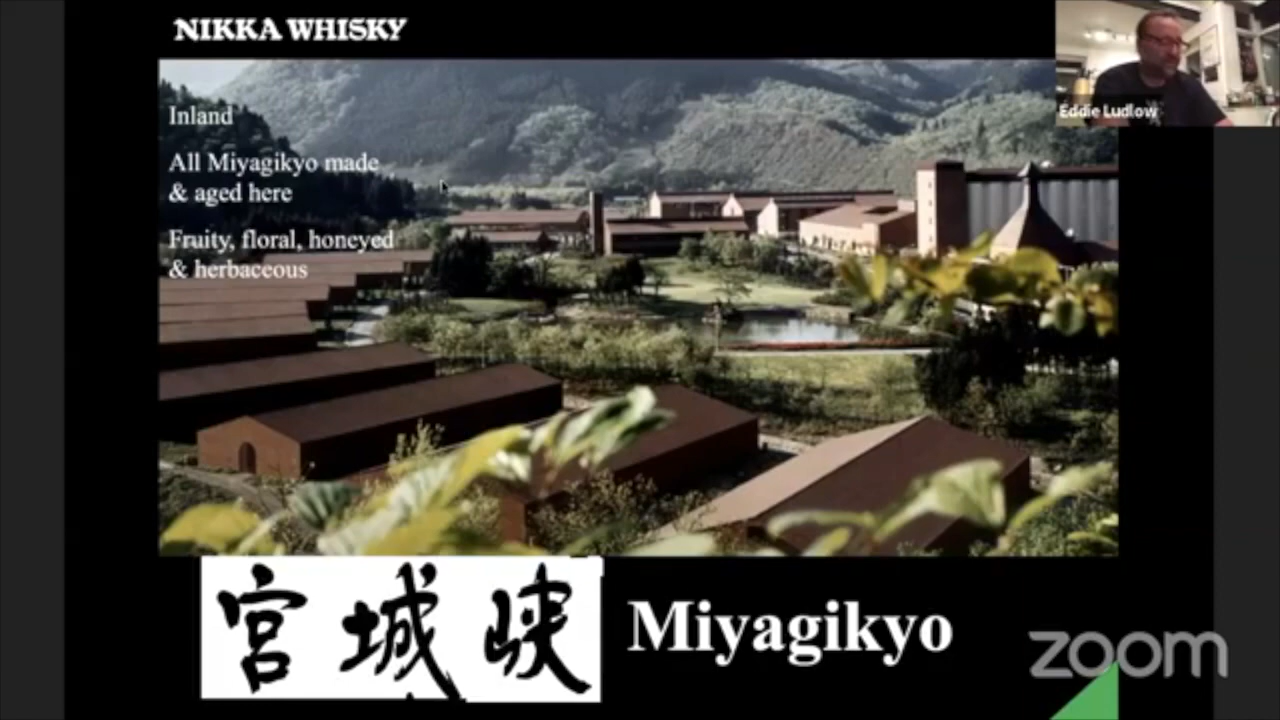 NIKKA WHISKY
Eddie Ludlow
Inland
All Miyagikyo made
& aged here
Fruity, floral, honeyed
& herbaceous
宮城峡
Miyagikyo
zoom